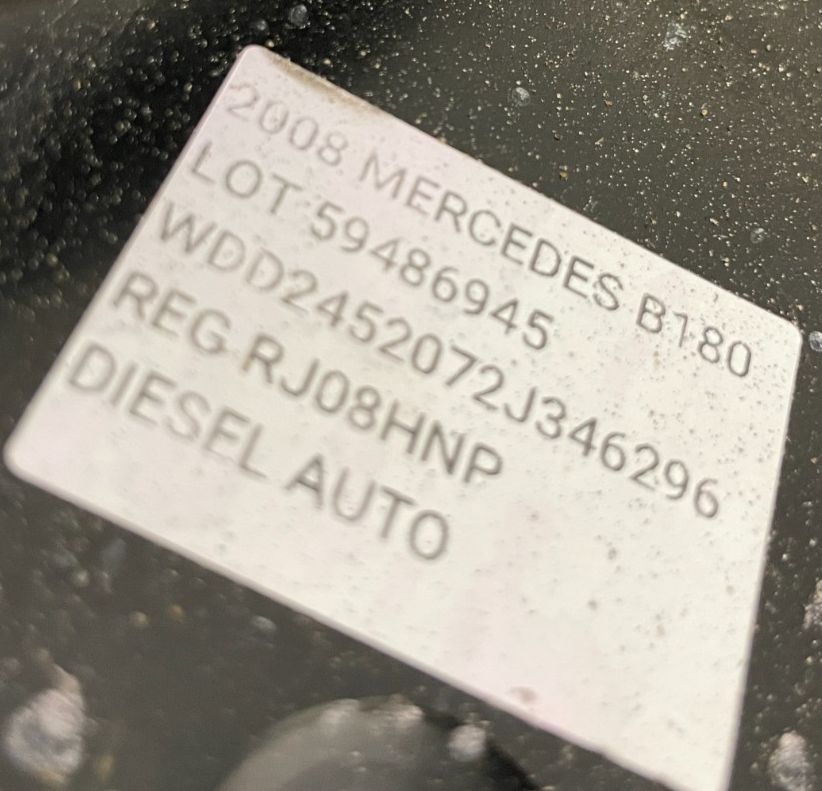 2008 MERCEDES B180
LOT 59486945
WDD2452072J346296
REG RJ08HNP
DIESEL AUTO